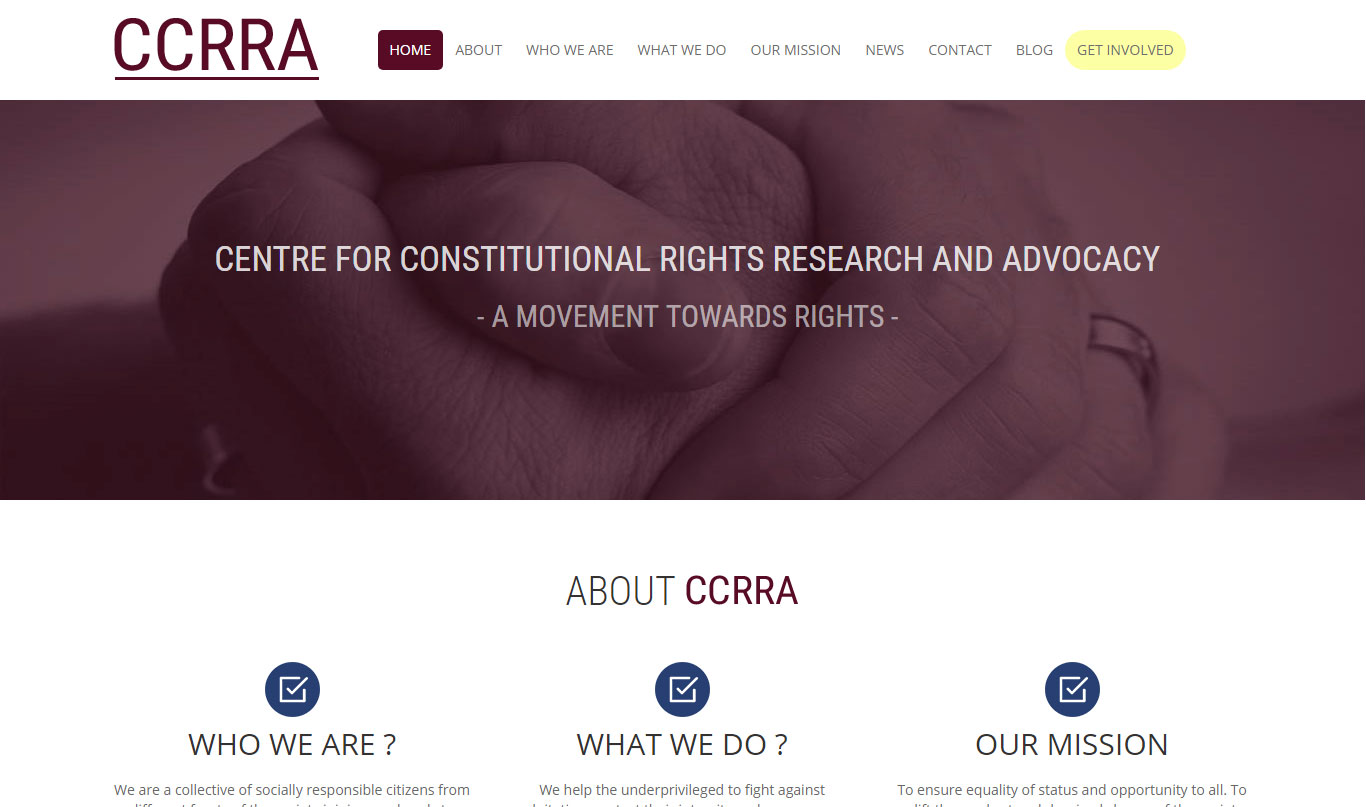 CCRRA
HOME ABOUT WHO WE ARE WHAT WE DO OUR MISSION NEWS CONTACT BLOG GET INVOLVED
CENTRE FOR CONSTITUTIONAL RIGHTS RESEARCH AND ADVOCACY
- A MOVEMENT TOWARDS RIGHTS -
ABOUT CCRRA
WHO WE ARE ?
We are a collective of socially responsible citizens from
WHAT WE DO ?
We help the underprivileged to fight against
OUR MISSION
To ensure equality of status and opportunity to all. To